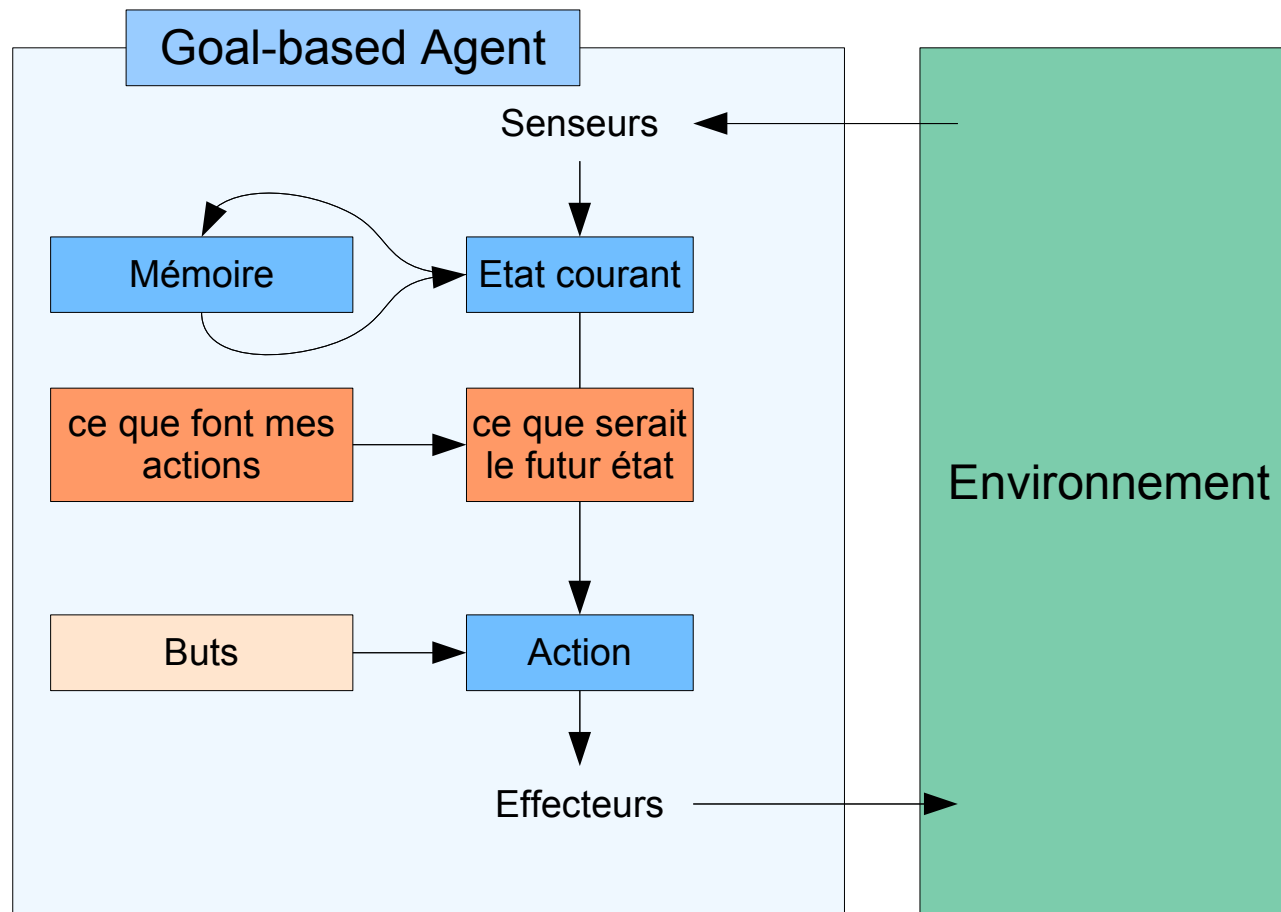 Goal-based Agent
Senseurs
Mémoire
Etat courant
ce que font mes
actions
ce que serait
le futur état
Environnement
Buts
Action
Effecteurs